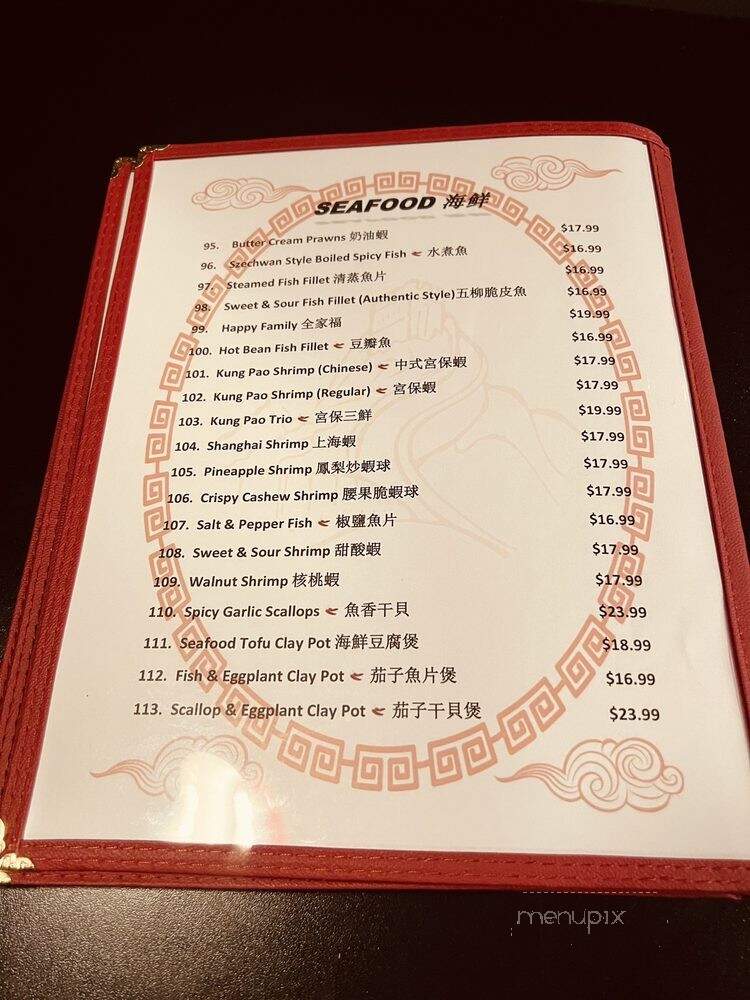 SEAFOOD 海鮮
95. Butter Cream Prawns 奶油蝦 $17.99
96. Szechwan Style Boiled Spicy Fish 水煮魚 $16.99
97. Steamed Fish Fillet 清蒸魚片 $16.99
98. Sweet & Sour Fish Fillet (Authentic Style)五柳脆皮魚 $16.99
99. Happy Family 全家福 $19.99
100. Hot Bean Fish Fillet 豆瓣魚 $16.99
101. Kung Pao Shrimp (Chinese) 中式宮保蝦 $17.99
102. Kung Pao Shrimp (Regular) 宮保蝦 $17.99
103. Kung Pao Trio 宮保三鮮 $19.99
104. Shanghai Shrimp 上海蝦 $17.99
105. Pineapple Shrimp 鳳梨炒蝦球 $17.99
106. Crispy Cashew Shrimp 腰果脆蝦球 $17.99
107. Salt & Pepper Fish 椒鹽魚片 $16.99
108. Sweet & Sour Shrimp 甜酸蝦 $17.99
109. Walnut Shrimp 核桃蝦 $17.99
110. Spicy Garlic Scallops 魚香干貝 $23.99
111. Seafood Tofu Clay Pot 海鮮豆腐煲 $18.99
112. Fish & Eggplant Clay Pot 茄子魚片煲 $16.99
113. Scallop & Eggplant Clay Pot 茄子干貝煲 $23.99
menupix